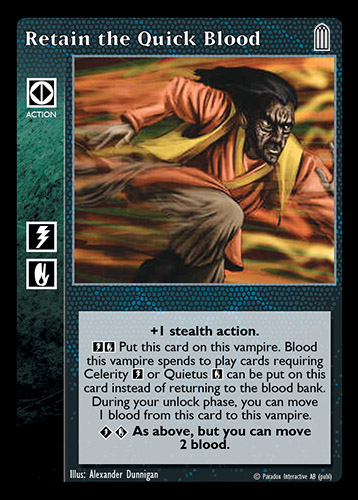 Retain the Quick Blood
ACTION
+1 stealth action.
Put this card on this vampire. Blood
this vampire spends to play cards requiring
Celerity or Quietus can be put on this
card instead of returning to the blood bank.
During your unlock phase, you can move
1 blood from this card to this vampire.
As above, but you can move
2 blood.
Illus: Alexander Dunnigan
© Paradox Interactive AB (publ)